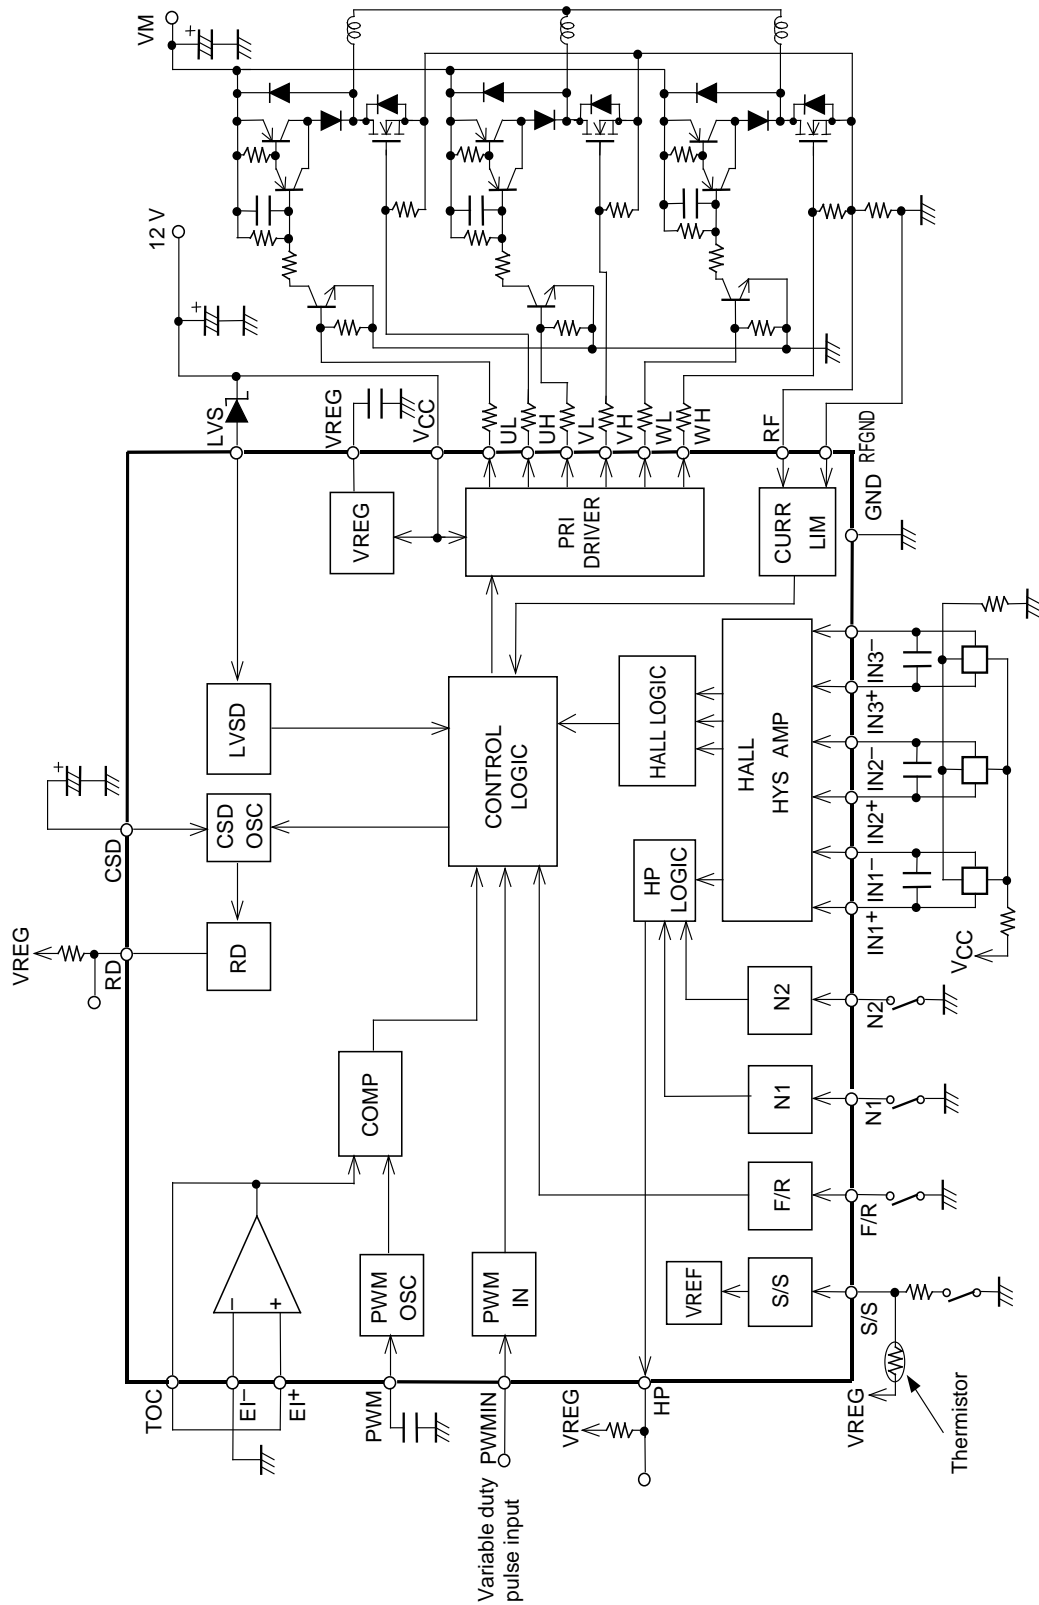 VM
12 V
LVS
VREG
VCC
UL
UH
VL
VH
WL
WH
RF
RFGND
GND
VREG
PRI
DRIVER
CURR
LIM
LVSD
CSD
OSC
CSD
RD
VREG
RD
CONTROL
LOGIC
HALL LOGIC
HALL
HYS AMP
HP
LOGIC
IN3−
IN3+
IN2−
IN2+
IN1−
IN1+
VCC
N2
N2
N1
N1
F/R
F/R
S/S
S/S
VREF
COMP
PWM
OSC
PWM
IN
−
+
TOC
EI−
EI+
PWM
PWMIN
Variable duty
pulse input
VREG
HP
VREG
Thermistor
+
+
+